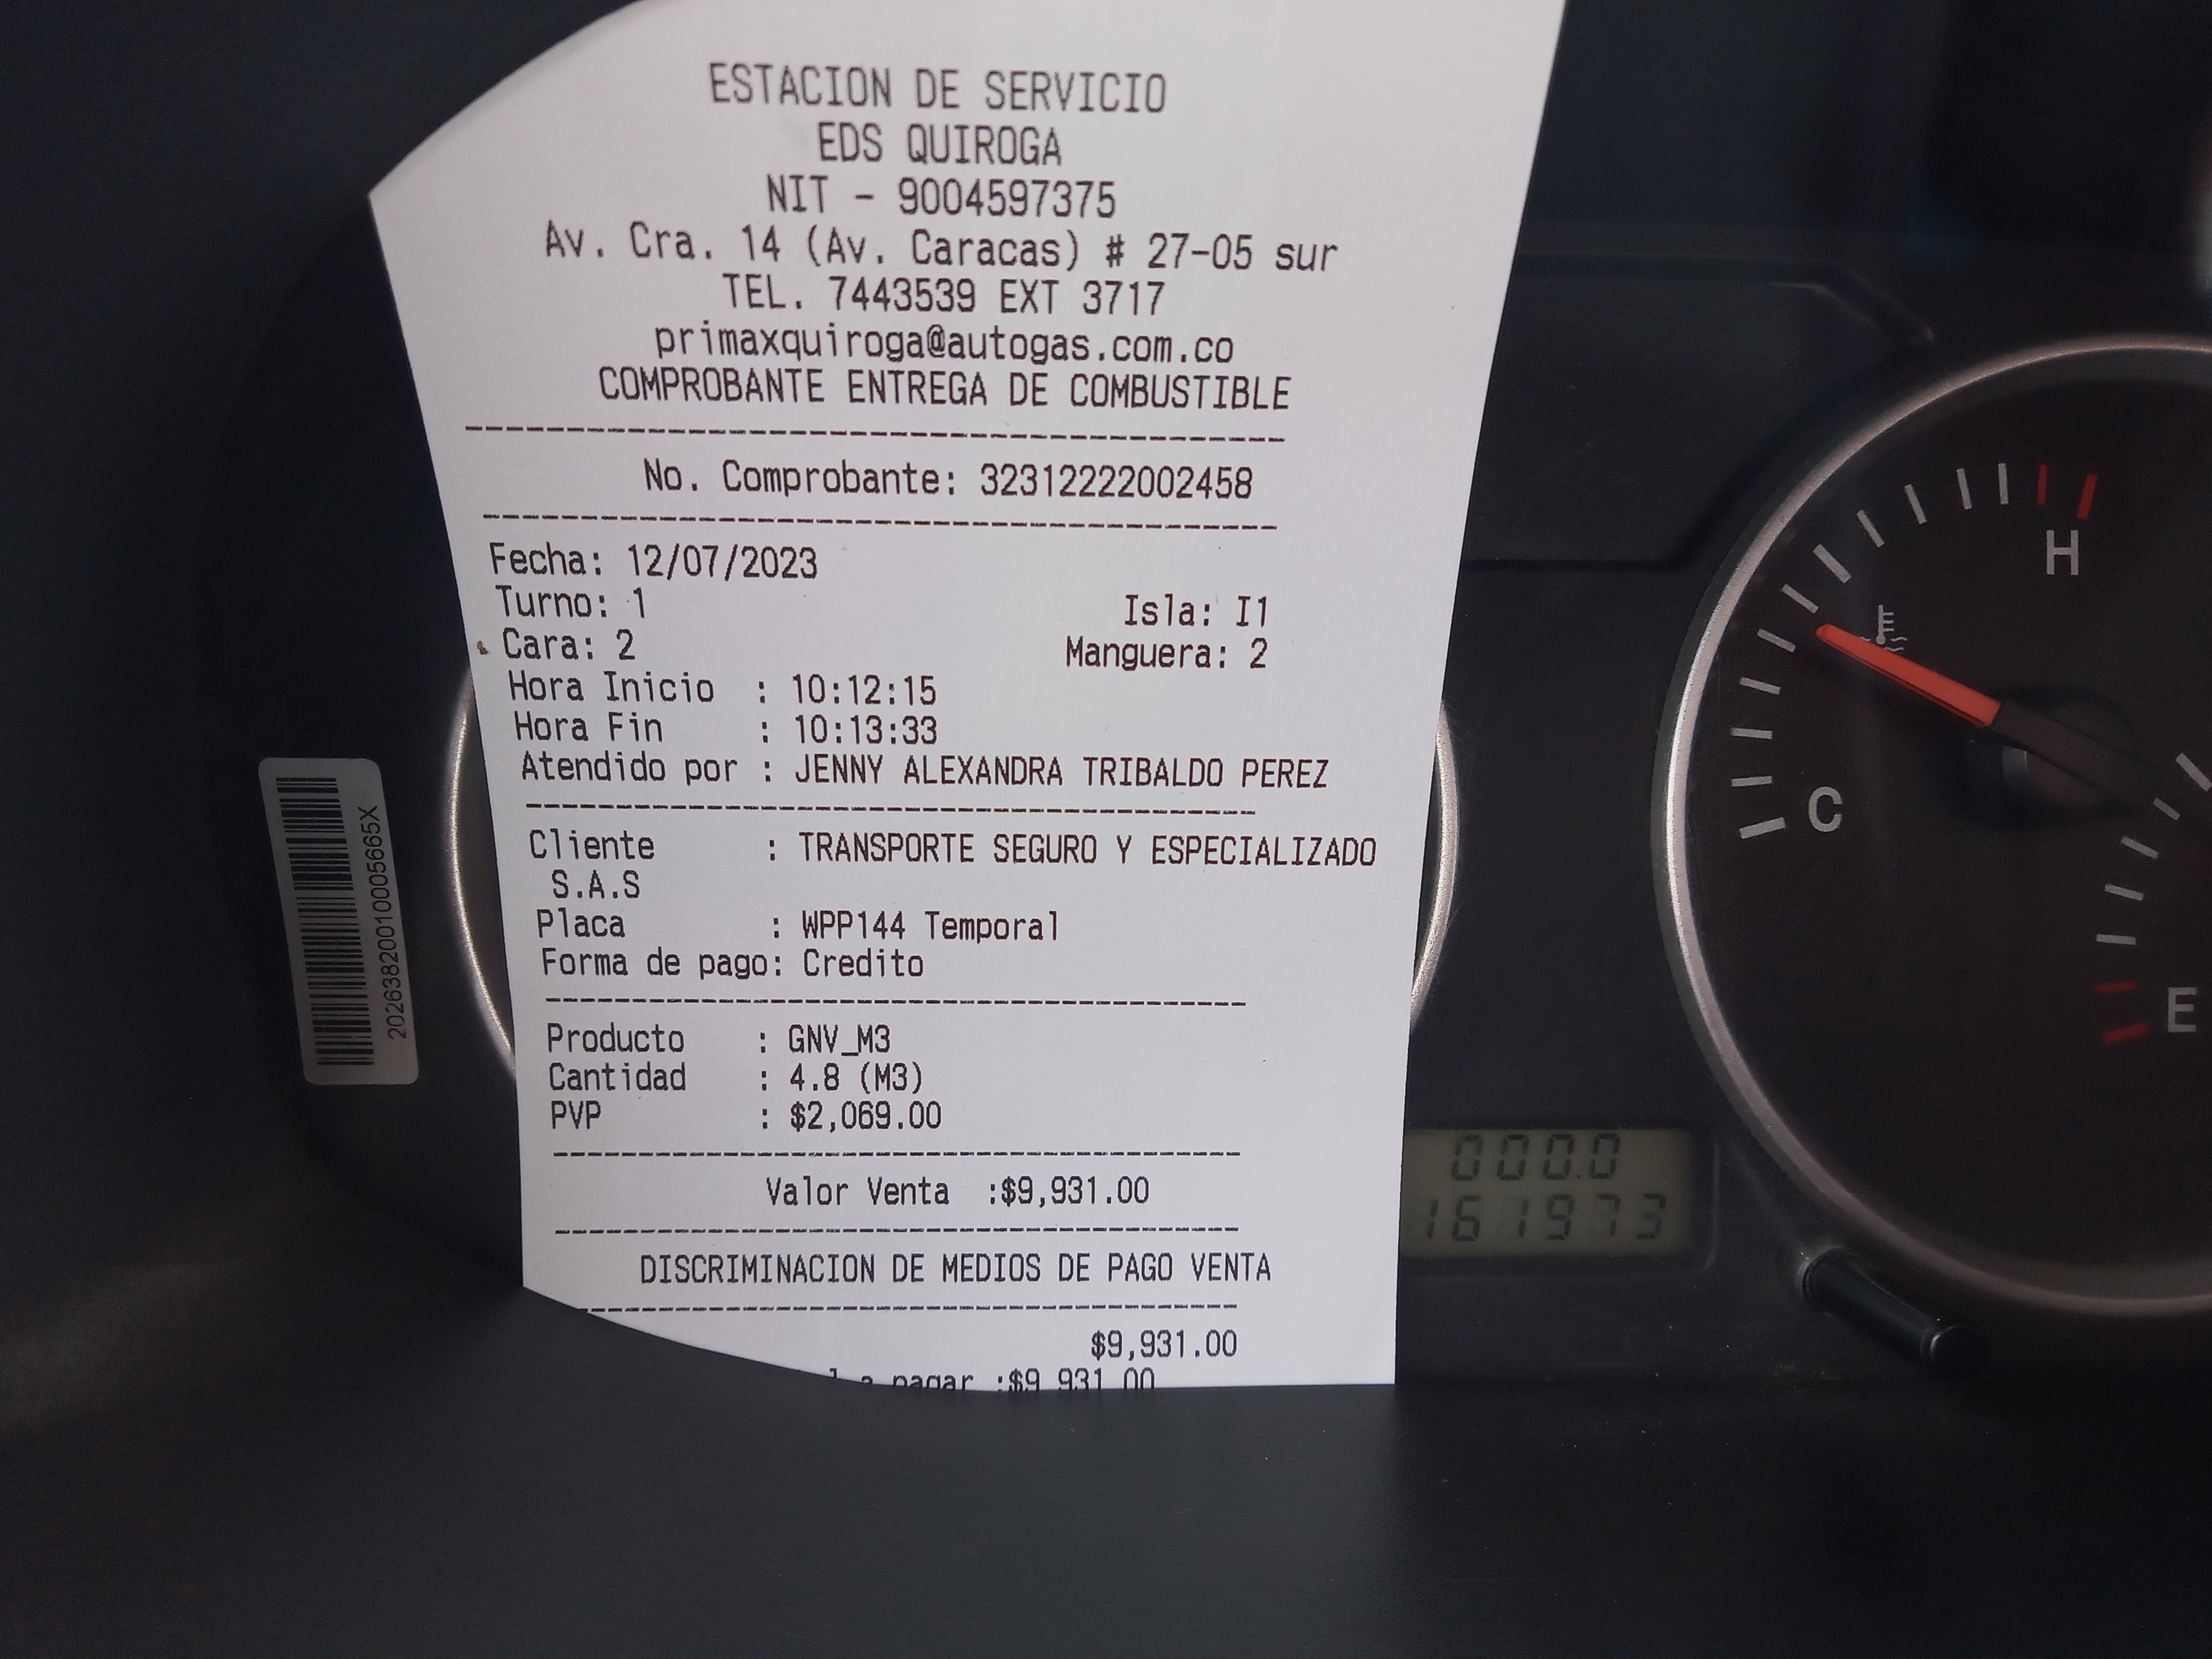 ESTACION DE SERVICIO
EDS QUIROGA
NIT - 9004597375
Av. Cra. 14 (Av. Caracas) # 27-05 sur
TEL. 7443539 EXT 3717
primaxquiroga@autogas.com.co
COMPROBANTE ENTREGA DE COMBUSTIBLE
No. Comprobante: 32312222002458
Fecha: 12/07/2023
Turno: 1 Isla: I1
Cara: 2 Manguera: 2
Hora Inicio : 10:12:15
Hora Fin : 10:13:33
Atendido por : JENNY ALEXANDRA TRIBALDO PEREZ
Cliente : TRANSPORTE SEGURO Y ESPECIALIZADO
S.A.S
Placa : WPP144 Temporal
Forma de pago: Credito
Producto : GNV_M3
Cantidad : 4.8 (M3)
PVP : $2,069.00
Valor Venta :$9,931.00
DISCRIMINACION DE MEDIOS DE PAGO VENTA
$9,931.00
a pagar :$9 931 00
20263820010005665X
H
C
E
000.0
161973